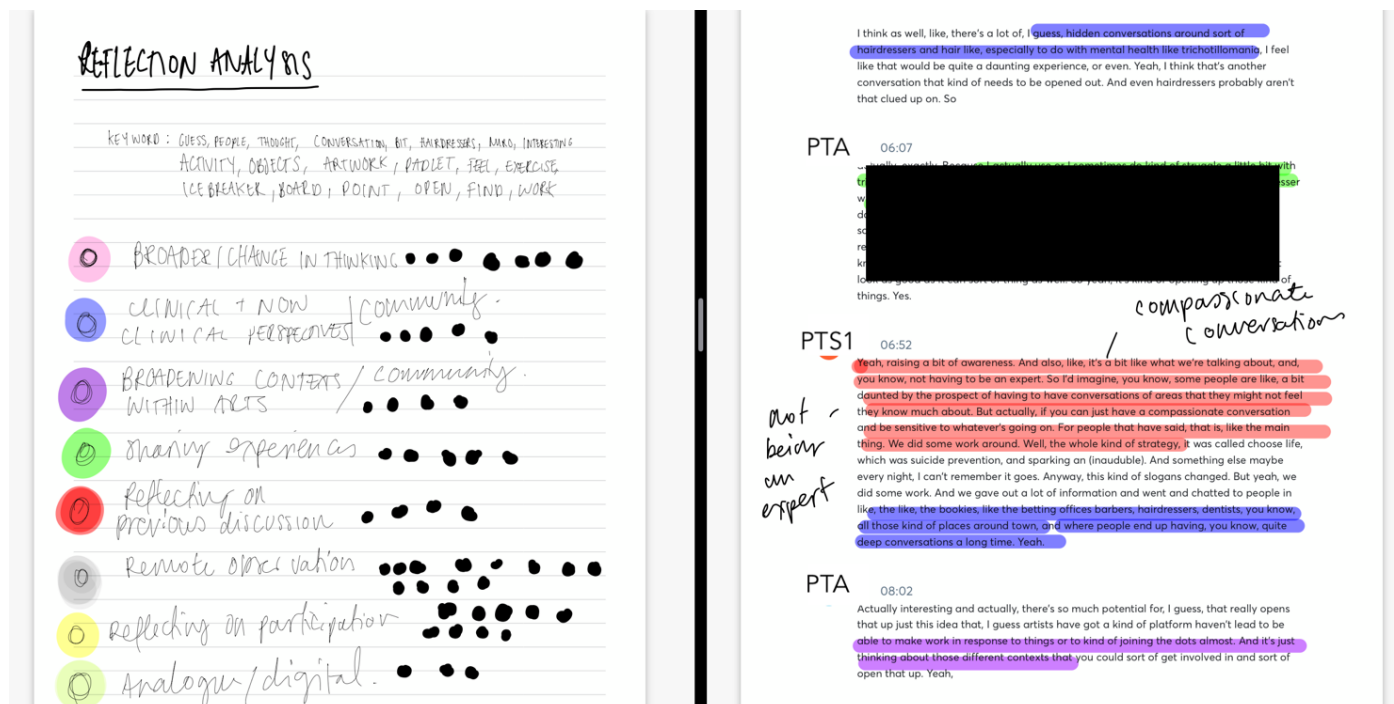 REFLECTION ANALYSIS
KEYWORD: GUESS, PEOPLE, THOUGHT, CONVERSATION, BIT, HAIRDRESSERS, MIRO, INTERESTING
ACTIVITY, OBJECTS, ARTWORK, PADLET, FEEL, EXERCISE,
ICEBREAKER, BOARD, POINT, OPEN, FIND, WORK
BROADER/CHANGE IN THINKING
CLINICAL + NON / community.
CLINICAL PERSPECTIVES
BROADENING CONTEXTS / community.
WITHIN ARTS
Sharing experiences
Reflecting on
previous discussion
Remote observation
Reflecting on participation
Analogue/digital.
I think as well, like, there's a lot of, I guess, hidden conversations around sort of
hairdressers and hair like, especially to do with mental health like trichotillomania, I feel
like that would be quite a daunting experience, or even. Yeah, I think that's another
conversation that kind of needs to be opened out. And even hairdressers probably aren't
that clued up on. So
PTA
06:07
exactly. Because I actually use or I sometimes do kind of struggle a little bit with
things. Yes.
compassionate
conversations
PTS1
06:52
Yeah, raising a bit of awareness. And also, like, it's a bit like what we're talking about, and,
you know, not having to be an expert. So I'd imagine, you know, some people are like, a bit
daunted by the prospect of having to have conversations of areas that they might not feel
they know much about. But actually, if you can just have a compassionate conversation
and be sensitive to whatever's going on. For people that have said, that is, like the main
thing. We did some work around. Well, the whole kind of strategy, it was called choose life,
which was suicide prevention, and sparking an (inauduble). And something else maybe
every night, I can't remember it goes. Anyway, this kind of slogans changed. But yeah, we
did some work. And we gave out a lot of information and went and chatted to people in
like, the like, the bookies, like the betting offices barbers, hairdressers, dentists, you know,
all those kind of places around town, and where people end up having, you know, quite
deep conversations a long time. Yeah.
not
being
an
expert
PTA
08:02
Actually interesting and actually, there's so much potential for, I guess, that really opens
that up just this idea that, I guess artists have got a kind of platform haven't lead to be
able to make work in response to things or to kind of joining the dots almost. And it's just
thinking about those different contexts that you could sort of get involved in and sort of
open that up. Yeah,